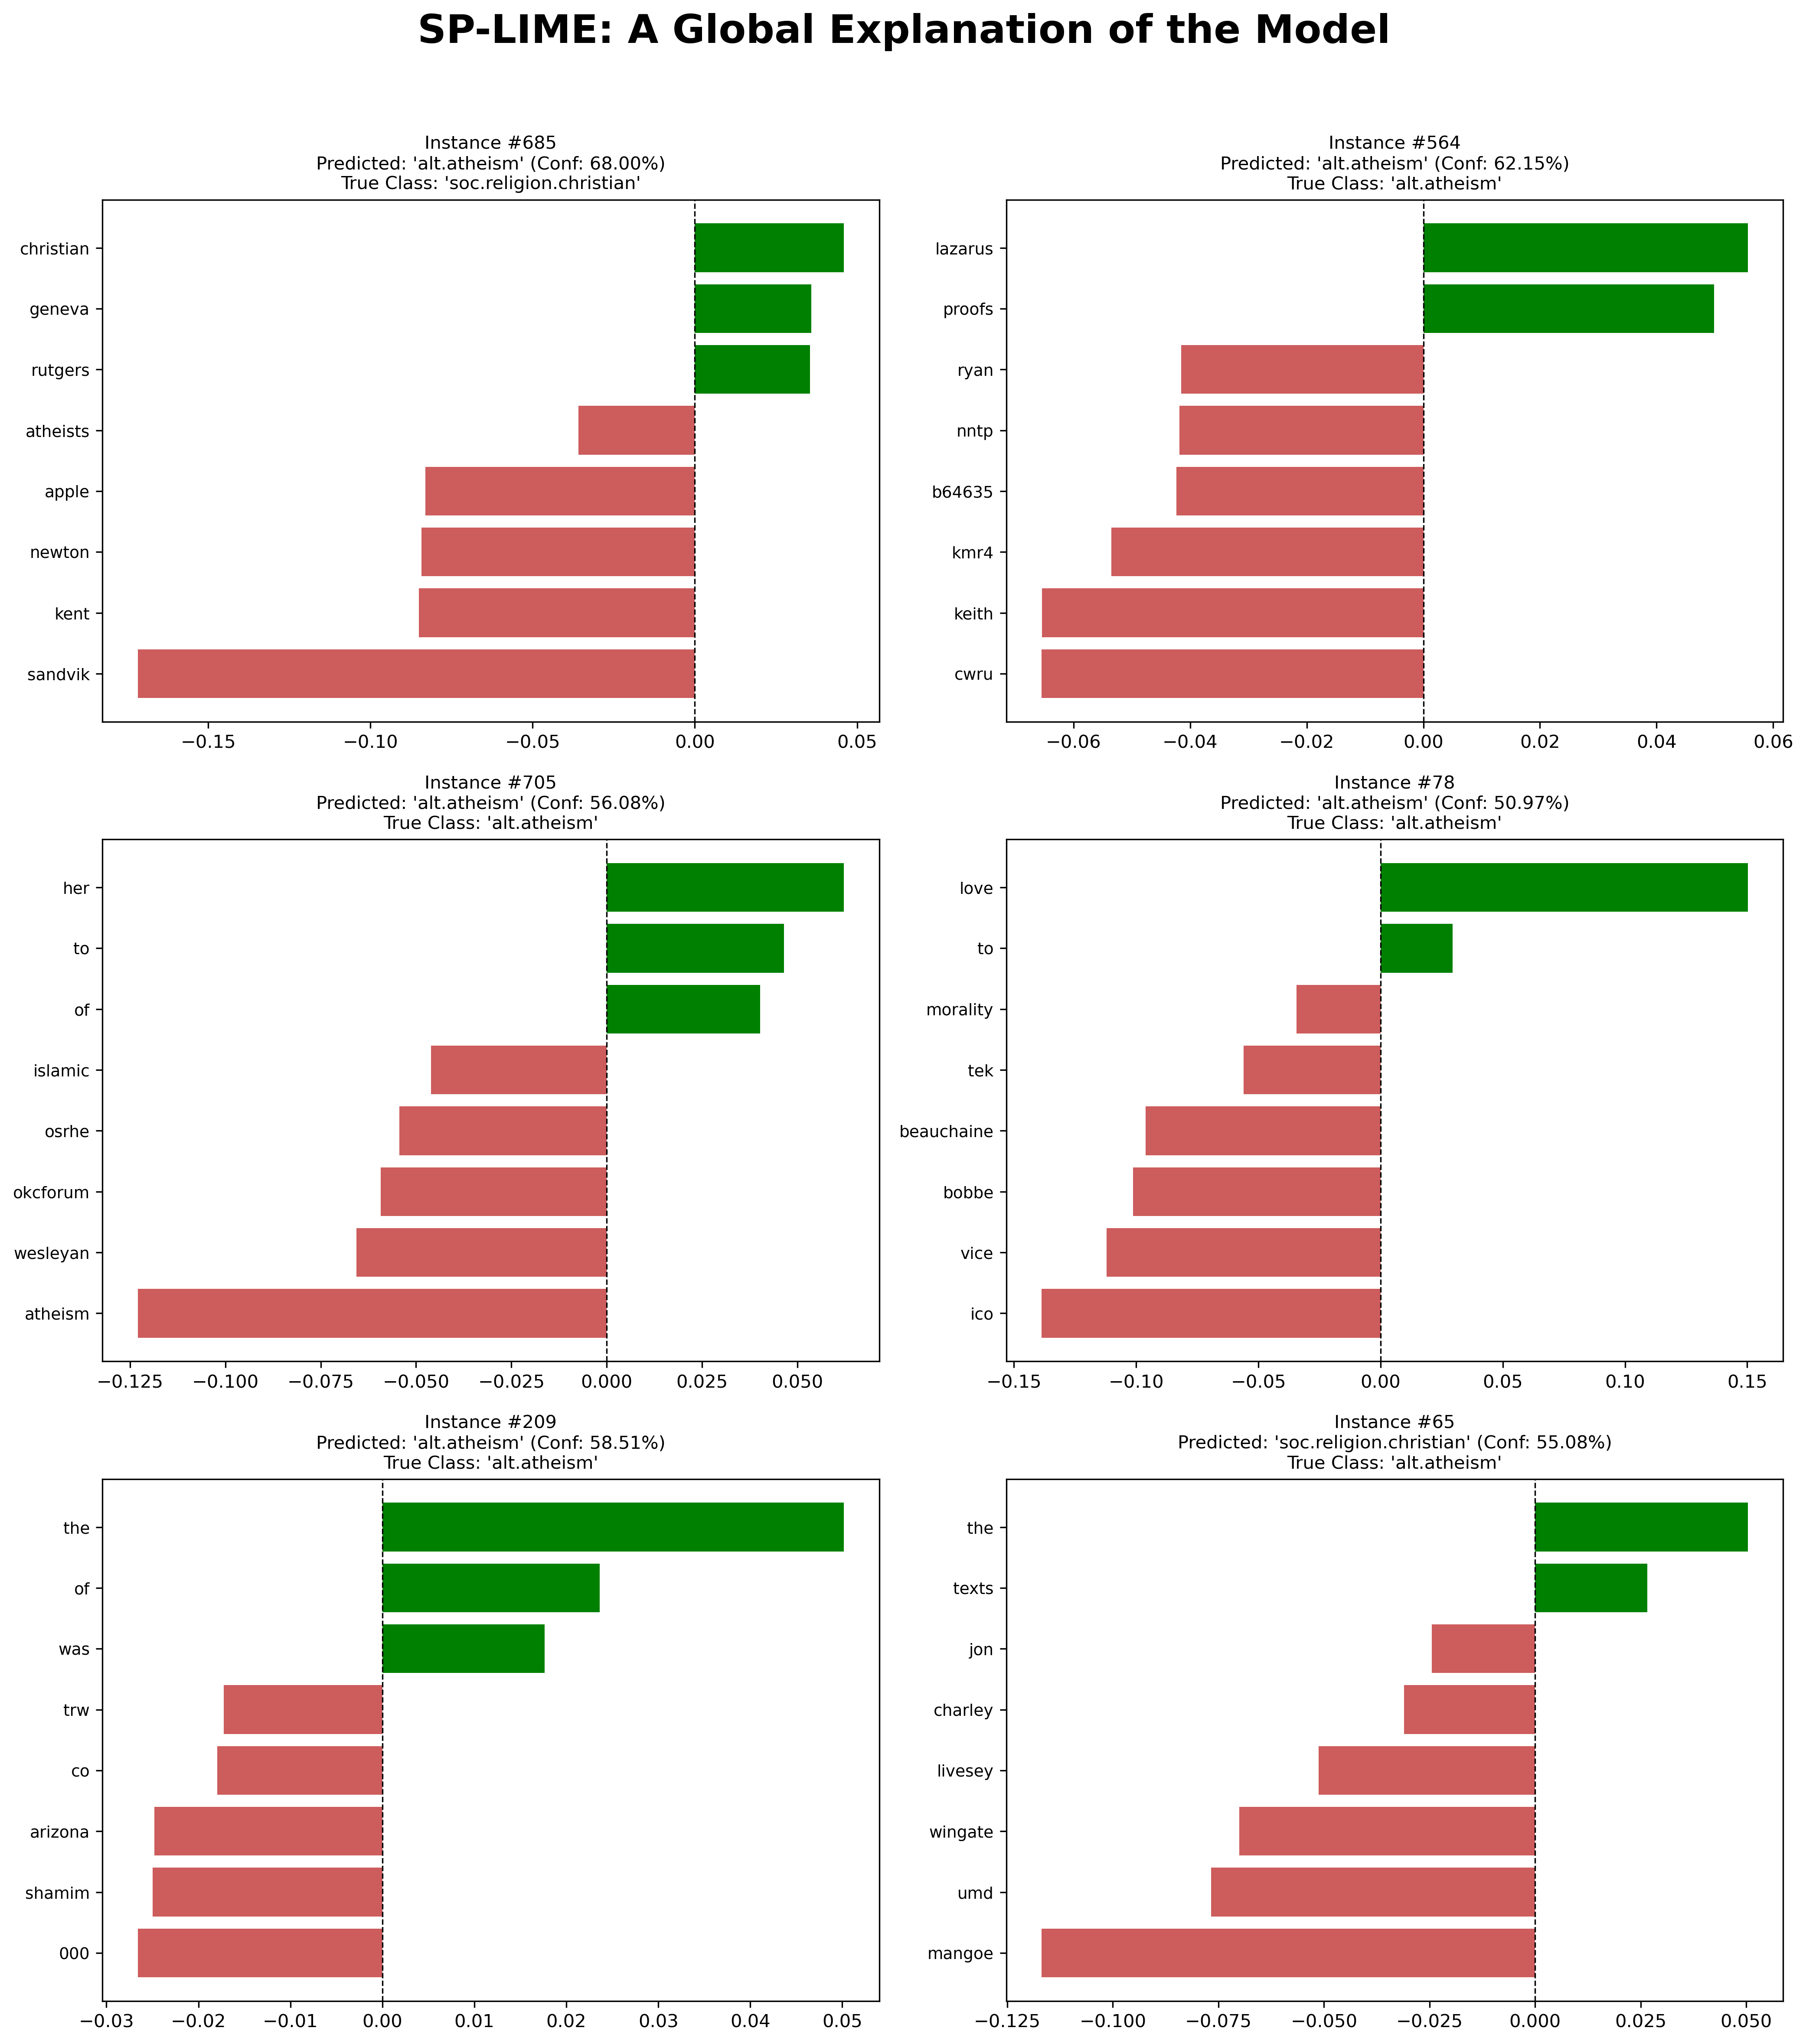 SP-LIME: A Global Explanation of the Model
Instance #685
Predicted: 'alt.atheism' (Conf: 68.00%)
True Class: 'soc.religion.christian'
christian
geneva
rutgers
atheists
apple
newton
kent
sandvik
−0.15 −0.10 −0.05 0.00 0.05
Instance #564
Predicted: 'alt.atheism' (Conf: 62.15%)
True Class: 'alt.atheism'
lazarus
proofs
ryan
nntp
b64635
kmr4
keith
cwru
−0.06 −0.04 −0.02 0.00 0.02 0.04 0.06
Instance #705
Predicted: 'alt.atheism' (Conf: 56.08%)
True Class: 'alt.atheism'
her
to
of
islamic
osrhe
okcforum
wesleyan
atheism
−0.125 −0.100 −0.075 −0.050 −0.025 0.000 0.025 0.050
Instance #78
Predicted: 'alt.atheism' (Conf: 50.97%)
True Class: 'alt.atheism'
love
to
morality
tek
beauchaine
bobbe
vice
ico
−0.15 −0.10 −0.05 0.00 0.05 0.10 0.15
Instance #209
Predicted: 'alt.atheism' (Conf: 58.51%)
True Class: 'alt.atheism'
the
of
was
trw
co
arizona
shamim
000
−0.03 −0.02 −0.01 0.00 0.01 0.02 0.03 0.04 0.05
Instance #65
Predicted: 'soc.religion.christian' (Conf: 55.08%)
True Class: 'alt.atheism'
the
texts
jon
charley
livesey
wingate
umd
mangoe
−0.125 −0.100 −0.075 −0.050 −0.025 0.000 0.025 0.050